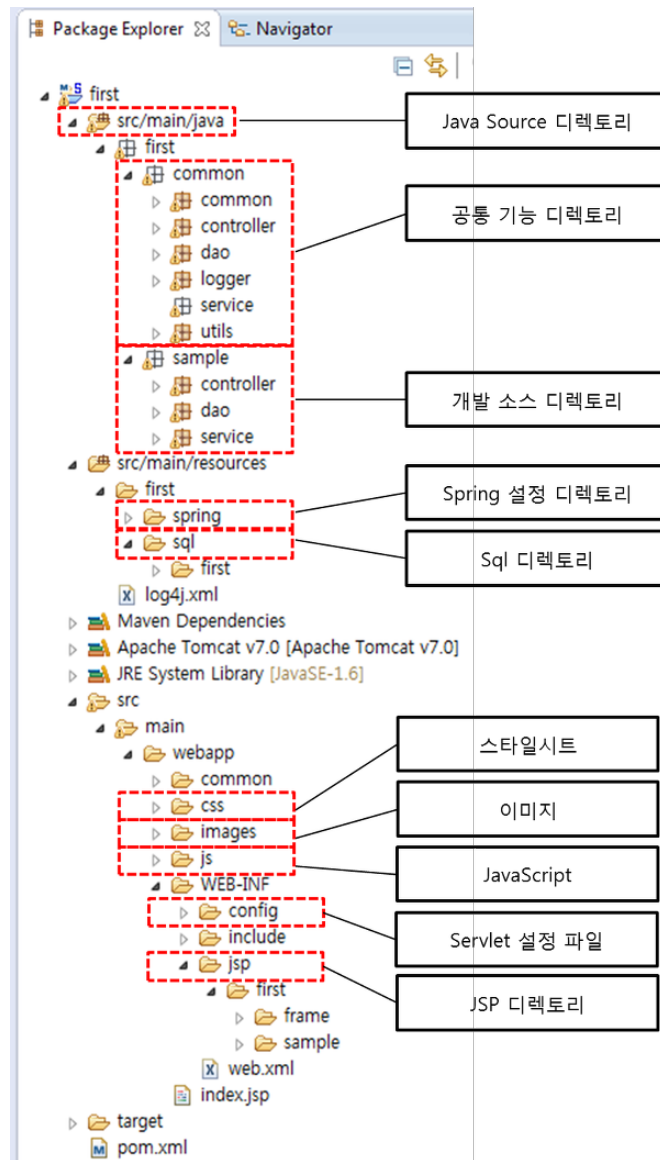 Package Explorer Navigator
M S
first
src/main/java Java Source 디렉토리
first
common
common 공통 기능 디렉토리
controller
dao
logger
service
utils
sample
controller 개발 소스 디렉토리
dao
service
src/main/resources
first Spring 설정 디렉토리
spring
sql Sql 디렉토리
first
log4j.xml
Maven Dependencies
Apache Tomcat v7.0 [Apache Tomcat v7.0]
JRE System Library [JavaSE-1.6]
src
main 스타일시트
webapp
common
css 이미지
images
js JavaScript
WEB-INF
config Servlet 설정 파일
include
jsp JSP 디렉토리
first
frame
sample
web.xml
index.jsp
target
pom.xml